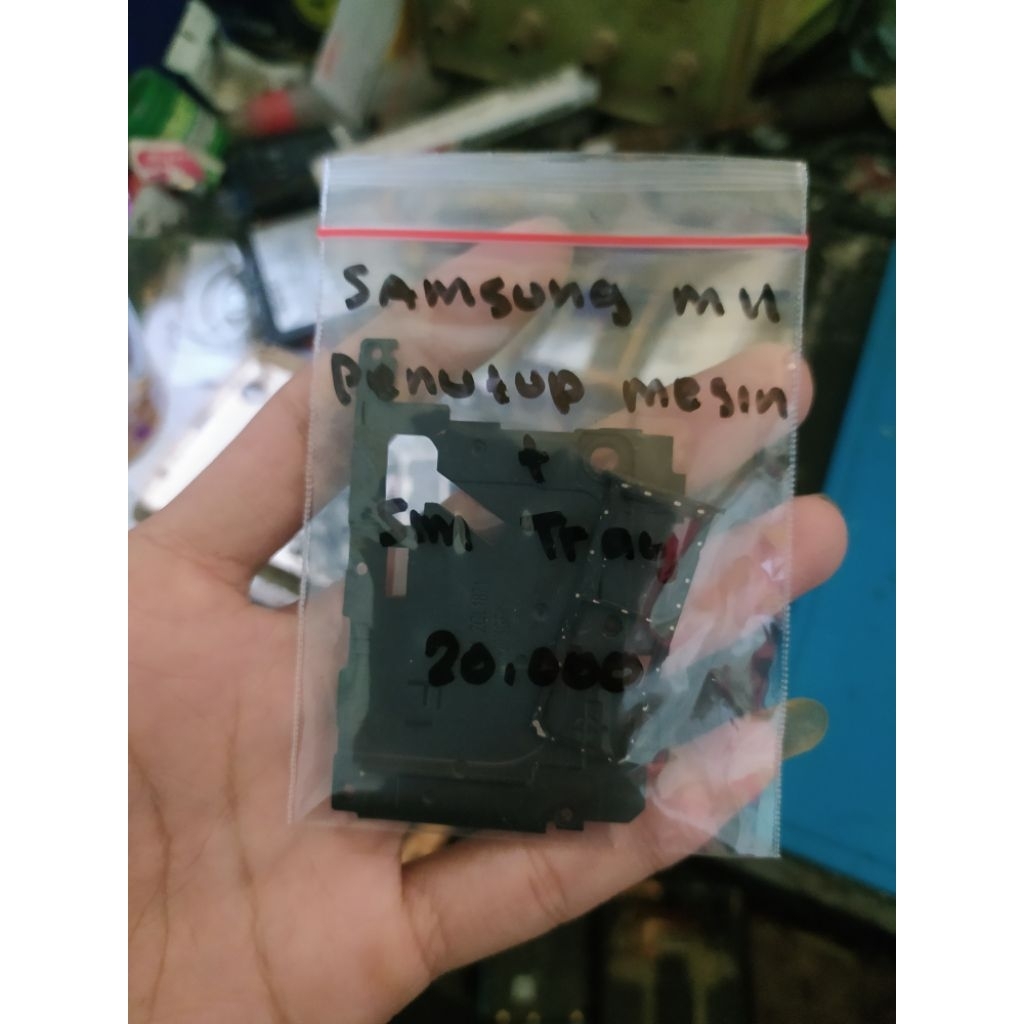 SAMSUNG M11
Penutup mesin
+
Sim Tray
20.000